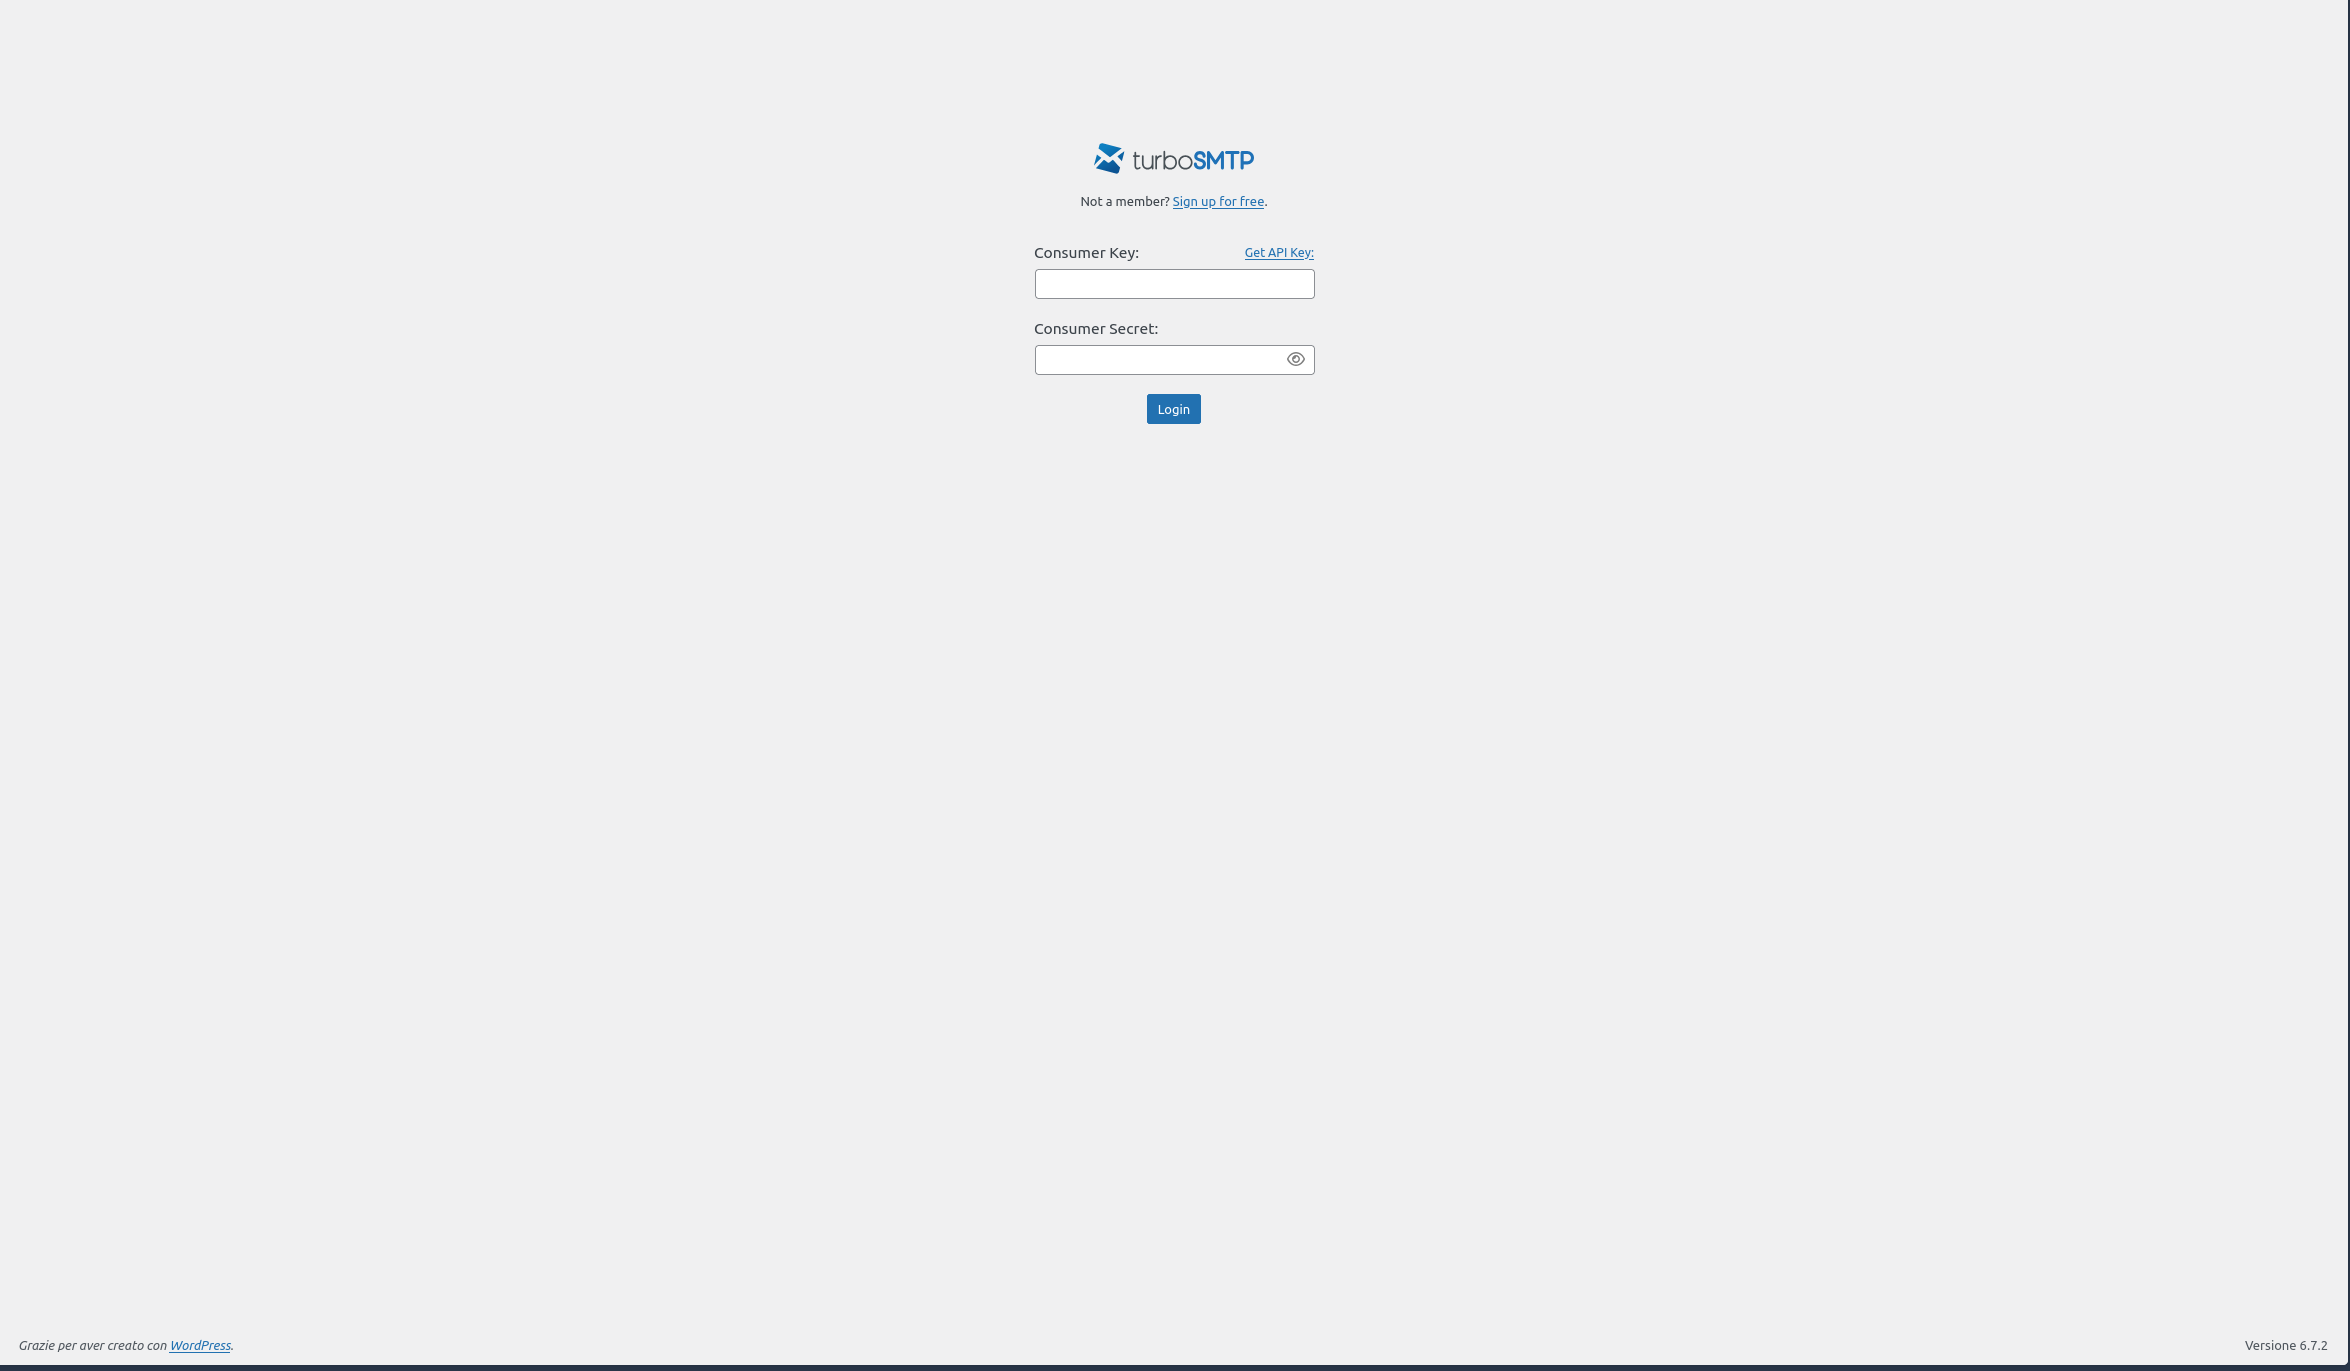 turboSMTP
Not a member? Sign up for free.
Consumer Key: Get API Key:
Consumer Secret:
Login
Grazie per aver creato con WordPress. Versione 6.7.2